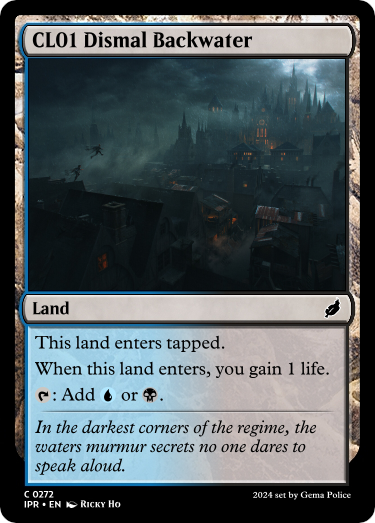 CL01 Dismal Backwater
Land
This land enters tapped.
When this land enters, you gain 1 life.
: Add or .
In the darkest corners of the regime, the
waters murmur secrets no one dares to
speak aloud.
C 0272
IPR • EN Ricky Ho
2024 set by Gema Police